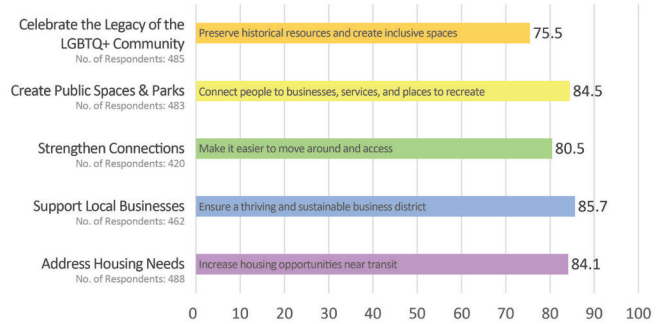 Celebrate the Legacy of the
LGBTQ+ Community
No. of Respondents: 485
Preserve historical resources and create inclusive spaces
75.5
Create Public Spaces & Parks
No. of Respondents: 483
Connect people to businesses, services, and places to recreate
84.5
Strengthen Connections
No. of Respondents: 420
Make it easier to move around and access
80.5
Support Local Businesses
No. of Respondents: 462
Ensure a thriving and sustainable business district
85.7
Address Housing Needs
No. of Respondents: 488
Increase housing opportunities near transit
84.1
0 10 20 30 40 50 60 70 80 90 100